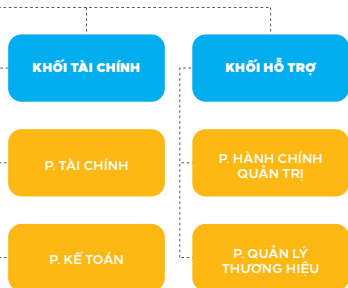 KHỐI TÀI CHÍNH
KHỐI HỖ TRỢ
P. TÀI CHÍNH
P. HÀNH CHÍNH
QUẢN TRỊ
P. KẾ TOÁN
P. QUẢN LÝ
THƯƠNG HIỆU